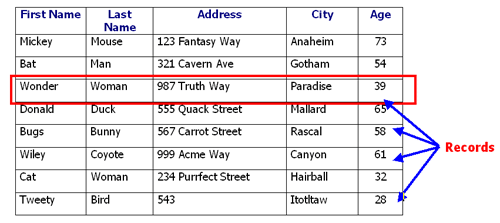 First Name Last Name Address City Age
Mickey Mouse 123 Fantasy Way Anaheim 73
Bat Man 321 Cavern Ave Gotham 54
Wonder Woman 987 Truth Way Paradise 39
Donald Duck 555 Quack Street Mallard 65
Bugs Bunny 567 Carrot Street Rascal 58
Wiley Coyote 999 Acme Way Canyon 61
Cat Woman 234 Purrfect Street Hairball 32
Tweety Bird 543 Itotltaw 28
Records